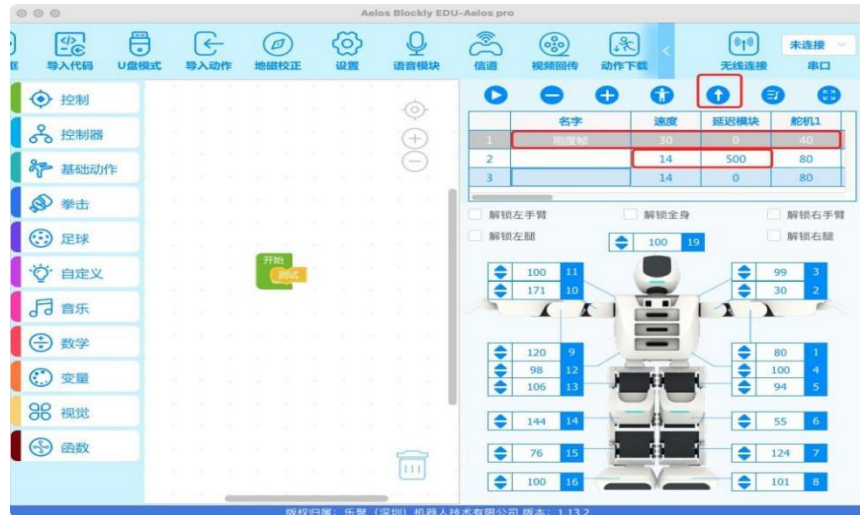 Aelos Blockly EDU-Aelos pro
导入代码 U盘模式 导入动作 地磁校正 设置 语音模块 信道 视频回传 动作下载 无线连接 未连接 串口
控制
控制器
基础动作
拳击
足球
自定义
音乐
数学
变量
视觉
函数
开始
测试
名字 速度 延迟模块 舵机1
1 刚度帧 30 0 40
2 14 500 80
3 14 0 80
解锁左手臂 解锁全身 解锁右手臂
解锁左腿 100 19 解锁右腿
100 11 99 3
171 10 30 2
120 9 80 1
98 12 100 4
106 13 94 5
144 14 55 6
76 15 124 7
100 16 101 8
版权归属：乐聚（深圳）机器人技术有限公司 版本：1.13.2